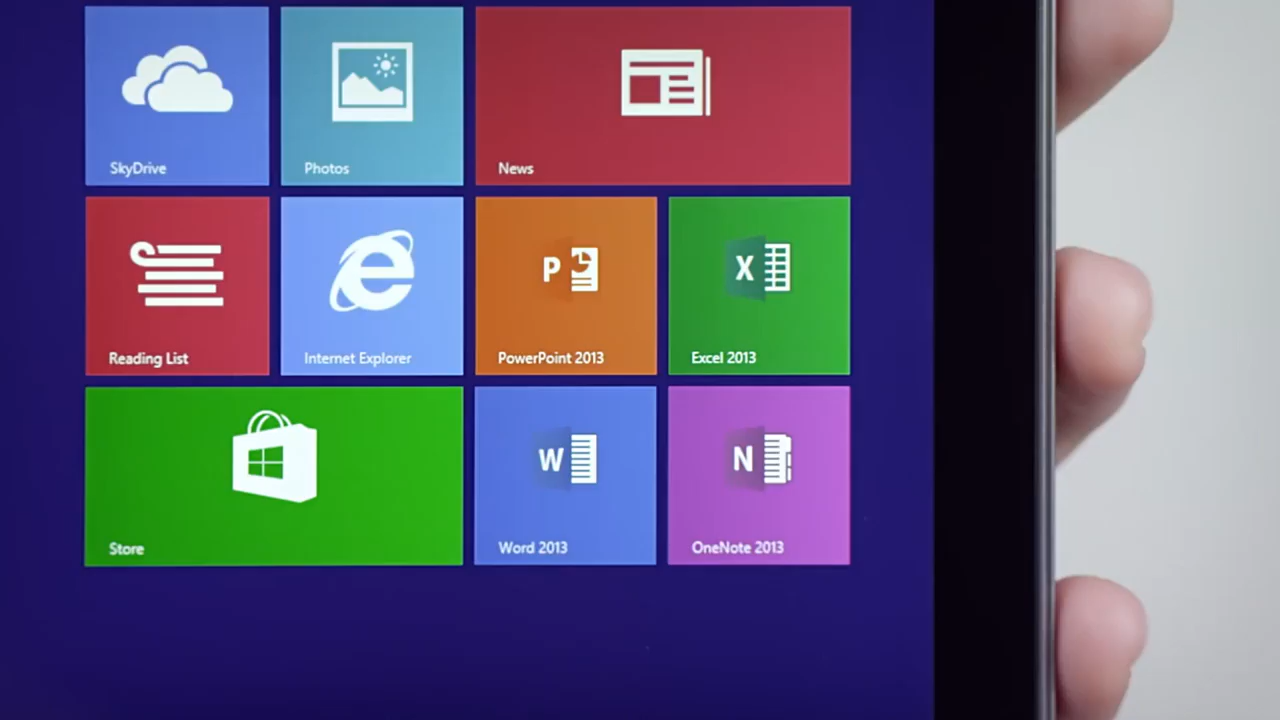 SkyDrive
Photos
News
Reading List
Internet Explorer
P
PowerPoint 2013
X
Excel 2013
Store
W
Word 2013
N
OneNote 2013